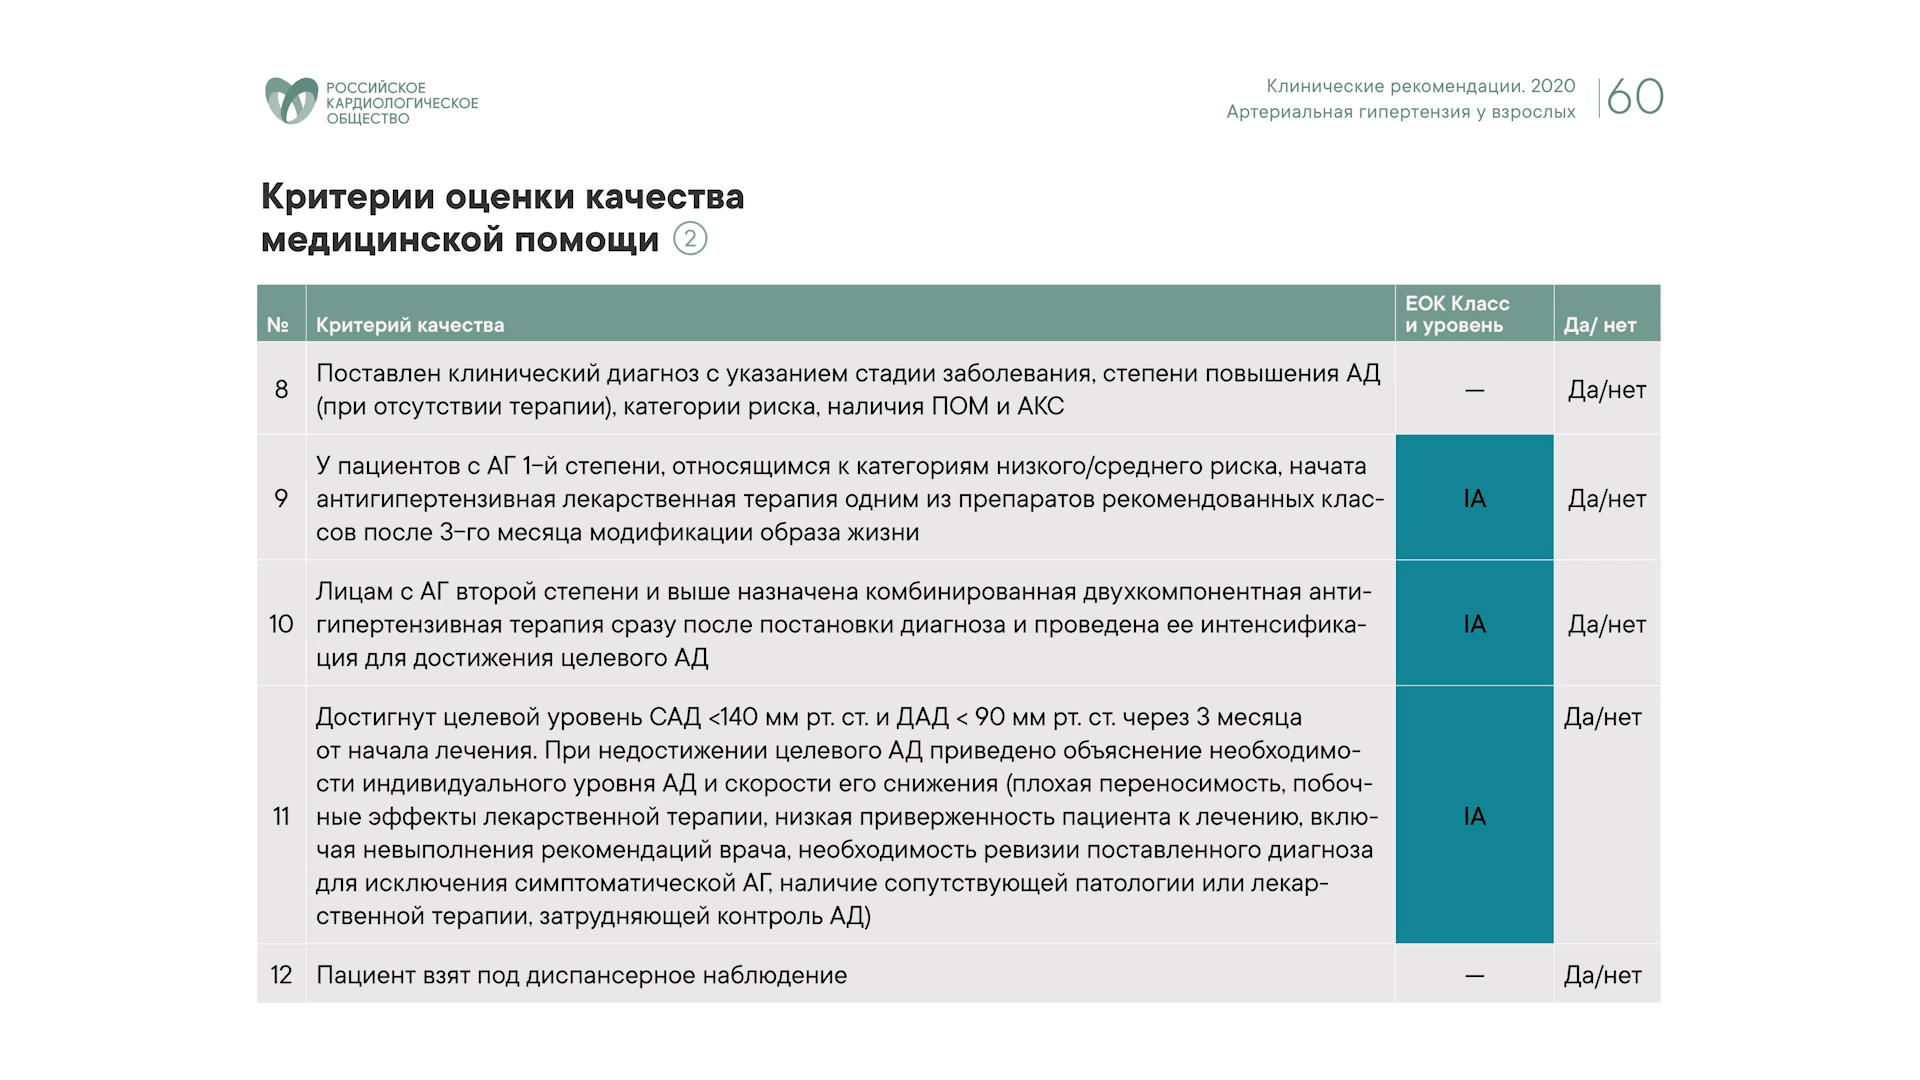 РОССИЙСКОЕ
КАРДИОЛОГИЧЕСКОЕ
ОБЩЕСТВО
Клинические рекомендации. 2020
Артериальная гипертензия у взрослых
60
Критерии оценки качества
медицинской помощи 2
№ Критерий качества ЕОК Класс и уровень Да/ нет
8
Поставлен клинический диагноз с указанием стадии заболевания, степени повышения АД
(при отсутствии терапии), категории риска, наличия ПОМ и АКС
—
Да/нет
9
У пациентов с АГ 1-й степени, относящимся к категориям низкого/среднего риска, начата
антигипертензивная лекарственная терапия одним из препаратов рекомендованных клас-
сов после 3-го месяца модификации образа жизни
IA
Да/нет
10
Лицам с АГ второй степени и выше назначена комбинированная двухкомпонентная анти-
гипертензивная терапия сразу после постановки диагноза и проведена ее интенсифика-
ция для достижения целевого АД
IA
Да/нет
11
Достигнут целевой уровень САД <140 мм рт. ст. и ДАД < 90 мм рт. ст. через 3 месяца
от начала лечения. При недостижении целевого АД приведено объяснение необходимо-
сти индивидуального уровня АД и скорости его снижения (плохая переносимость, побоч-
ные эффекты лекарственной терапии, низкая приверженность пациента к лечению, вклю-
чая невыполнения рекомендаций врача, необходимость ревизии поставленного диагноза
для исключения симптоматической АГ, наличие сопутствующей патологии или лекар-
ственной терапии, затрудняющей контроль АД)
IA
Да/нет
12
Пациент взят под диспансерное наблюдение
—
Да/нет